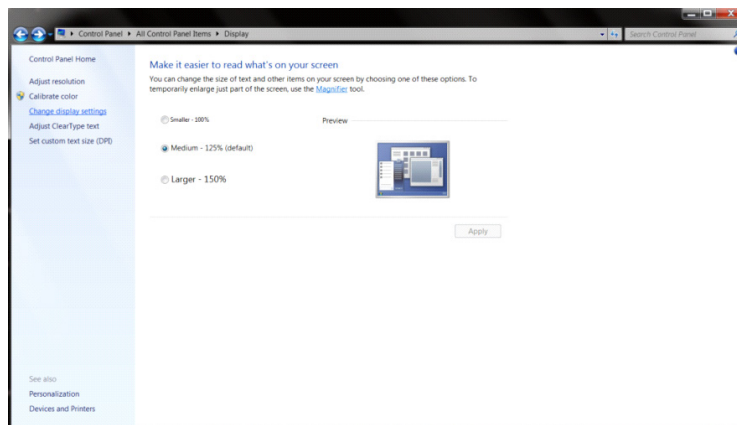 Control Panel ▸ All Control Panel Items ▸ Display
Search Control Panel
Control Panel Home
Adjust resolution
Calibrate color
Change display settings
Adjust ClearType text
Set custom text size (DPI)
Make it easier to read what's on your screen
You can change the size of text and other items on your screen by choosing one of these options. To
temporarily enlarge just part of the screen, use the Magnifier tool.
Smaller - 100%
Preview
Medium - 125% (default)
Larger - 150%
Apply
See also
Personalization
Devices and Printers